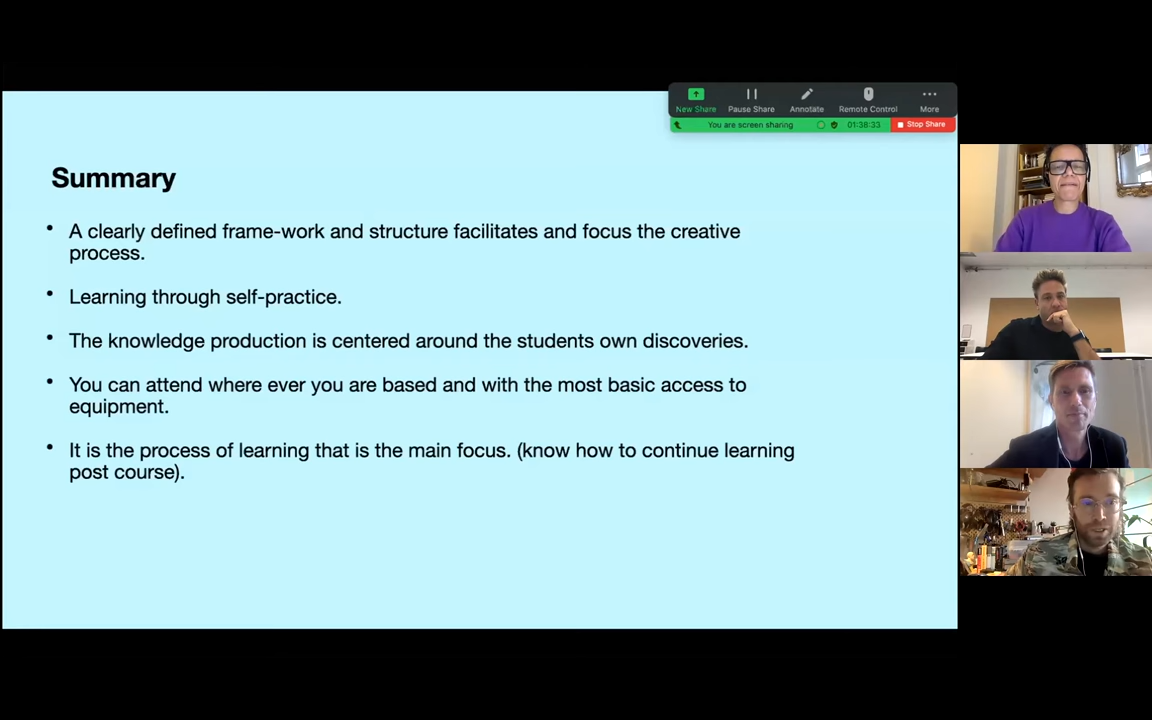 New Share
Pause Share
Annotate
Remote Control
More
You are screen sharing
01:38:33
Stop Share
Summary
• A clearly defined frame-work and structure facilitates and focus the creative
process.
• Learning through self-practice.
• The knowledge production is centered around the students own discoveries.
• You can attend where ever you are based and with the most basic access to
equipment.
• It is the process of learning that is the main focus. (know how to continue learning
post course).